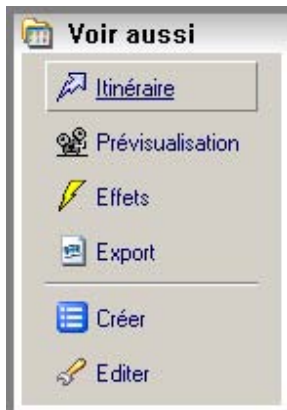 Voir aussi
Itinéraire
Prévisualisation
Effets
Export
Créer
Editer